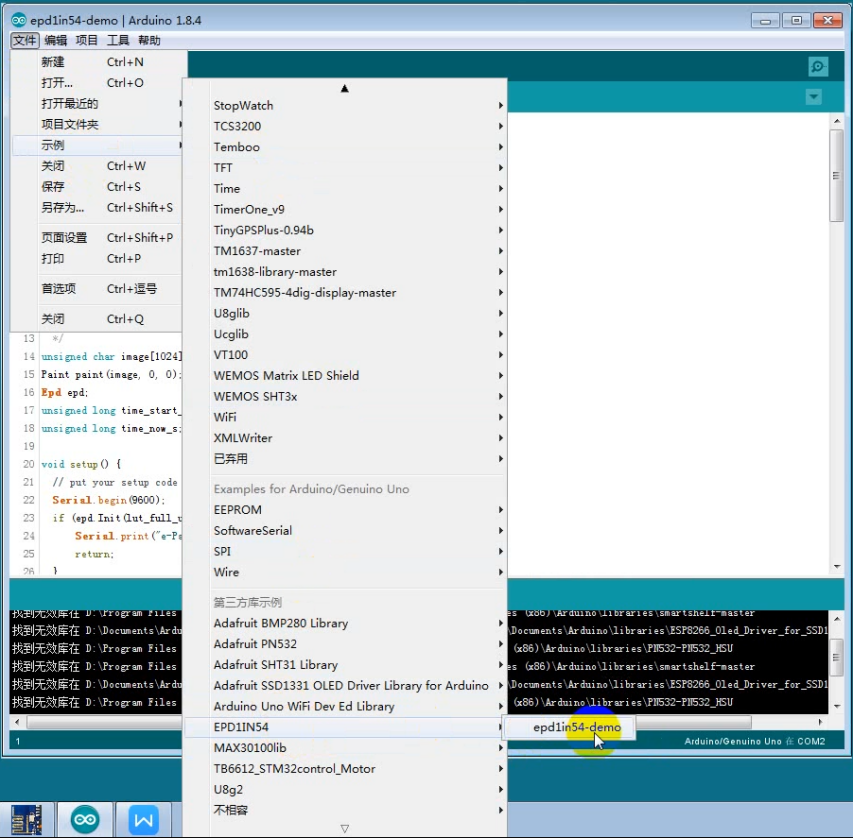 epd1in54-demo | Arduino 1.8.4
文件 编辑 项目 工具 帮助
新建 Ctrl+N
打开... Ctrl+O
打开最近的
项目文件夹
示例
关闭 Ctrl+W
保存 Ctrl+S
另存为... Ctrl+Shift+S
页面设置 Ctrl+Shift+P
打印 Ctrl+P
首选项 Ctrl+逗号
关闭 Ctrl+Q
StopWatch
TCS3200
Temboo
TFT
Time
TimerOne_v9
TinyGPSPlus-0.94b
TM1637-master
tm1638-library-master
TM74HC595-4dig-display-master
U8glib
Ucglib
VT100
WEMOS Matrix LED Shield
WEMOS SHT3x
WiFi
XMLWriter
已弃用
Examples for Arduino/Genuino Uno
EEPROM
SoftwareSerial
SPI
Wire
第三方库示例
Adafruit BMP280 Library
Adafruit PN532
Adafruit SHT31 Library
Adafruit SSD1331 OLED Driver Library for Arduino
Arduino Uno WiFi Dev Ed Library
EPD1IN54
MAX30100lib
TB6612_STM32control_Motor
U8g2
不相容
epd1in54-demo
13 */
14 unsigned char image[1024]
15 Paint paint(image, 0, 0);
16 Epd epd;
17 unsigned long time_start_
18 unsigned long time_now_s;
19
20 void setup() {
21 // put your setup code
22 Serial.begin(9600);
23 if (epd.Init(lut_full_u
24 Serial.print("e-Pa
25 return;
26 }
找到无效库在 D:\Program Files es (x86)\Arduino\libraries\smartshelf-master
找到无效库在 D:\Documents\Ardu \Documents\Arduino\libraries\ESP8266_Oled_Driver_for_SSD1
找到无效库在 D:\Program Files (x86)\Arduino\libraries\PN532-PN532_HSU
找到无效库在 D:\Program Files es (x86)\Arduino\libraries\smartshelf-master
找到无效库在 D:\Documents\Ardu \Documents\Arduino\libraries\ESP8266_Oled_Driver_for_SSD1
找到无效库在 D:\Program Files (x86)\Arduino\libraries\PN532-PN532_HSU
1 Arduino/Genuino Uno 在 COM2